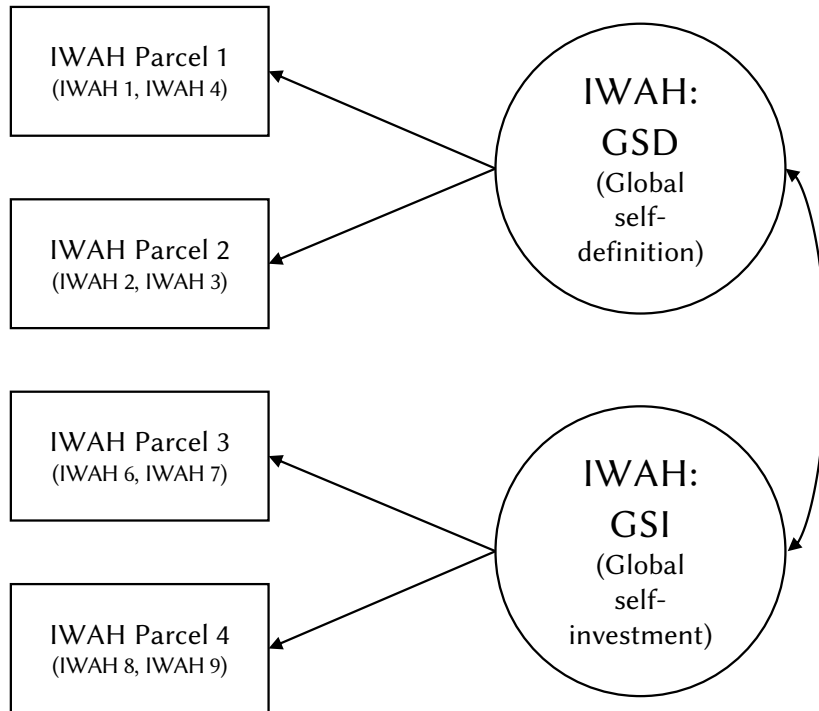 IWAH Parcel 1
(IWAH 1, IWAH 4)
IWAH Parcel 2
(IWAH 2, IWAH 3)
IWAH Parcel 3
(IWAH 6, IWAH 7)
IWAH Parcel 4
(IWAH 8, IWAH 9)
IWAH:
GSD
(Global
self-
definition)
IWAH:
GSI
(Global
self-
investment)